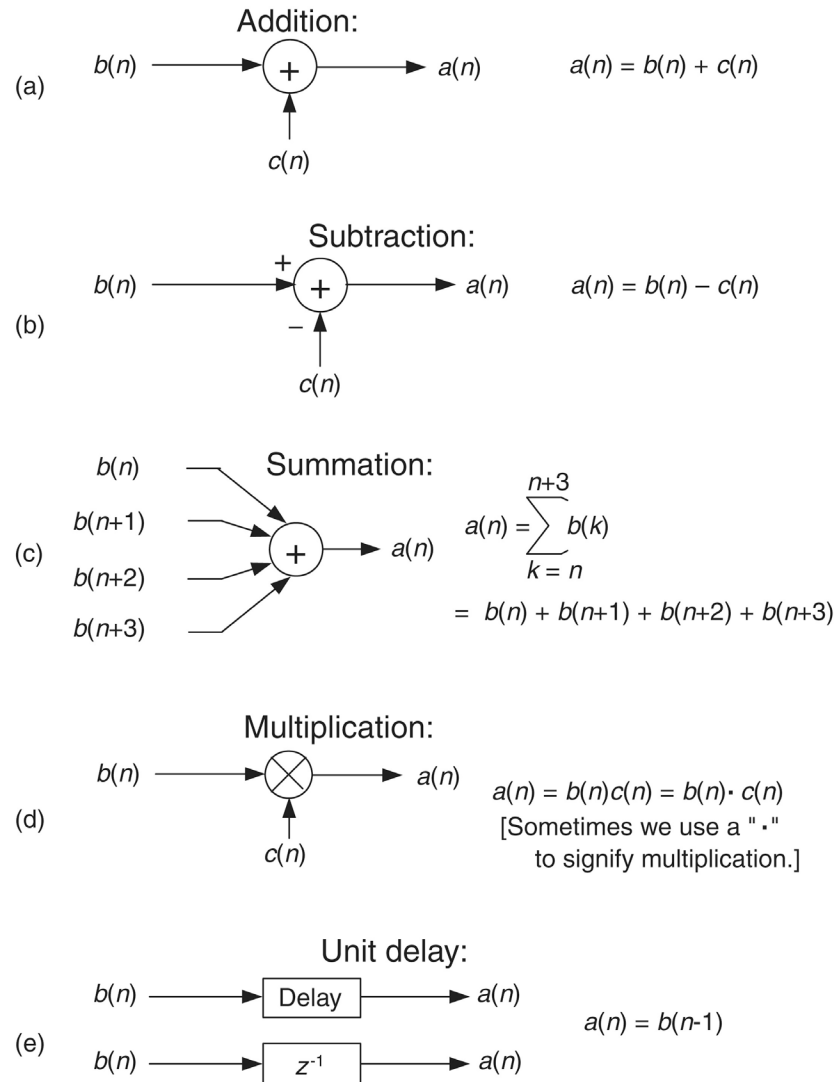 Addition:
(a) b(n) + a(n) a(n) = b(n) + c(n)
c(n)
Subtraction:
(b) b(n) + + a(n) a(n) = b(n) – c(n)
–
c(n)
Summation:
(c) b(n)
b(n+1)
b(n+2)
b(n+3)
+ a(n)
n+3
a(n) = ∑ b(k)
k = n
= b(n) + b(n+1) + b(n+2) + b(n+3)
Multiplication:
(d) b(n) a(n)
c(n)
a(n) = b(n)c(n) = b(n)· c(n)
[Sometimes we use a "·"
to signify multiplication.]
Unit delay:
(e) b(n) Delay a(n)
a(n) = b(n-1)
b(n) z⁻¹ a(n)